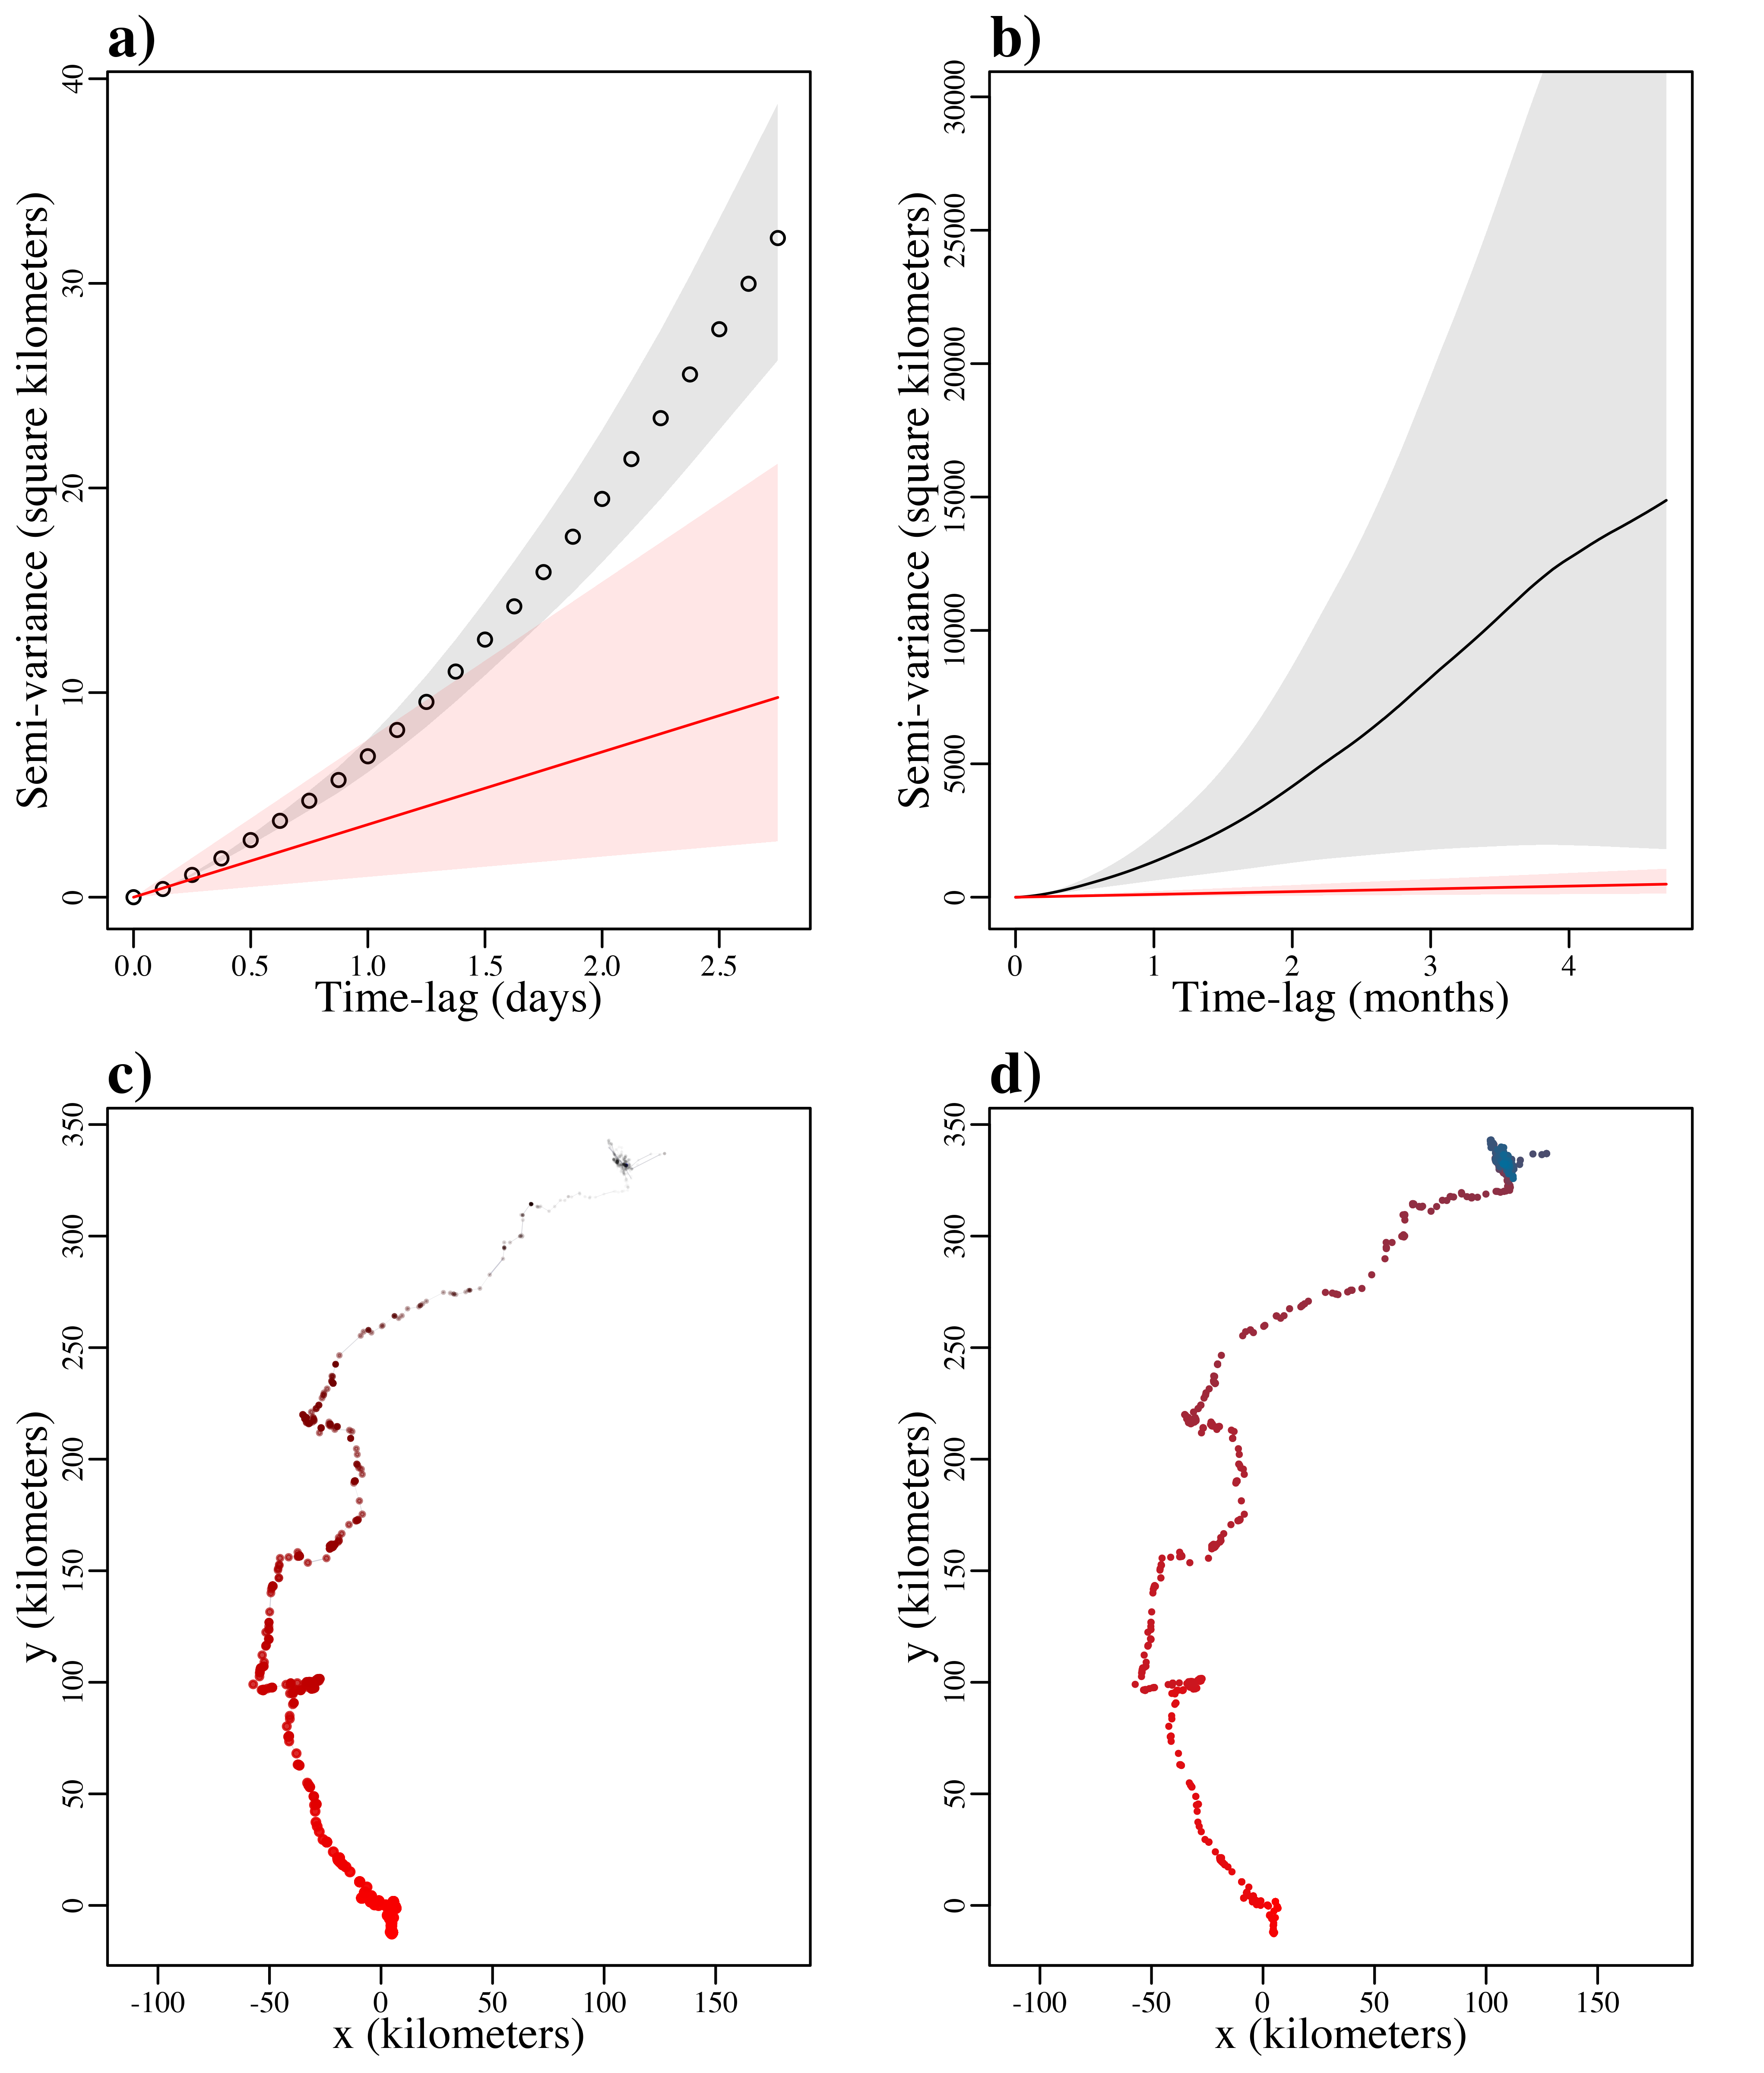 a)
Semi-variance (square kilometers)
40
30
20
10
0
0.0 0.5 1.0 1.5 2.0 2.5
Time-lag (days)
b)
Semi-variance (square kilometers)
30000
25000
20000
15000
10000
5000
0
0 1 2 3 4
Time-lag (months)
c)
y (kilometers)
350
300
250
200
150
100
50
0
-100 -50 0 50 100 150
x (kilometers)
d)
y (kilometers)
350
300
250
200
150
100
50
0
-100 -50 0 50 100 150
x (kilometers)